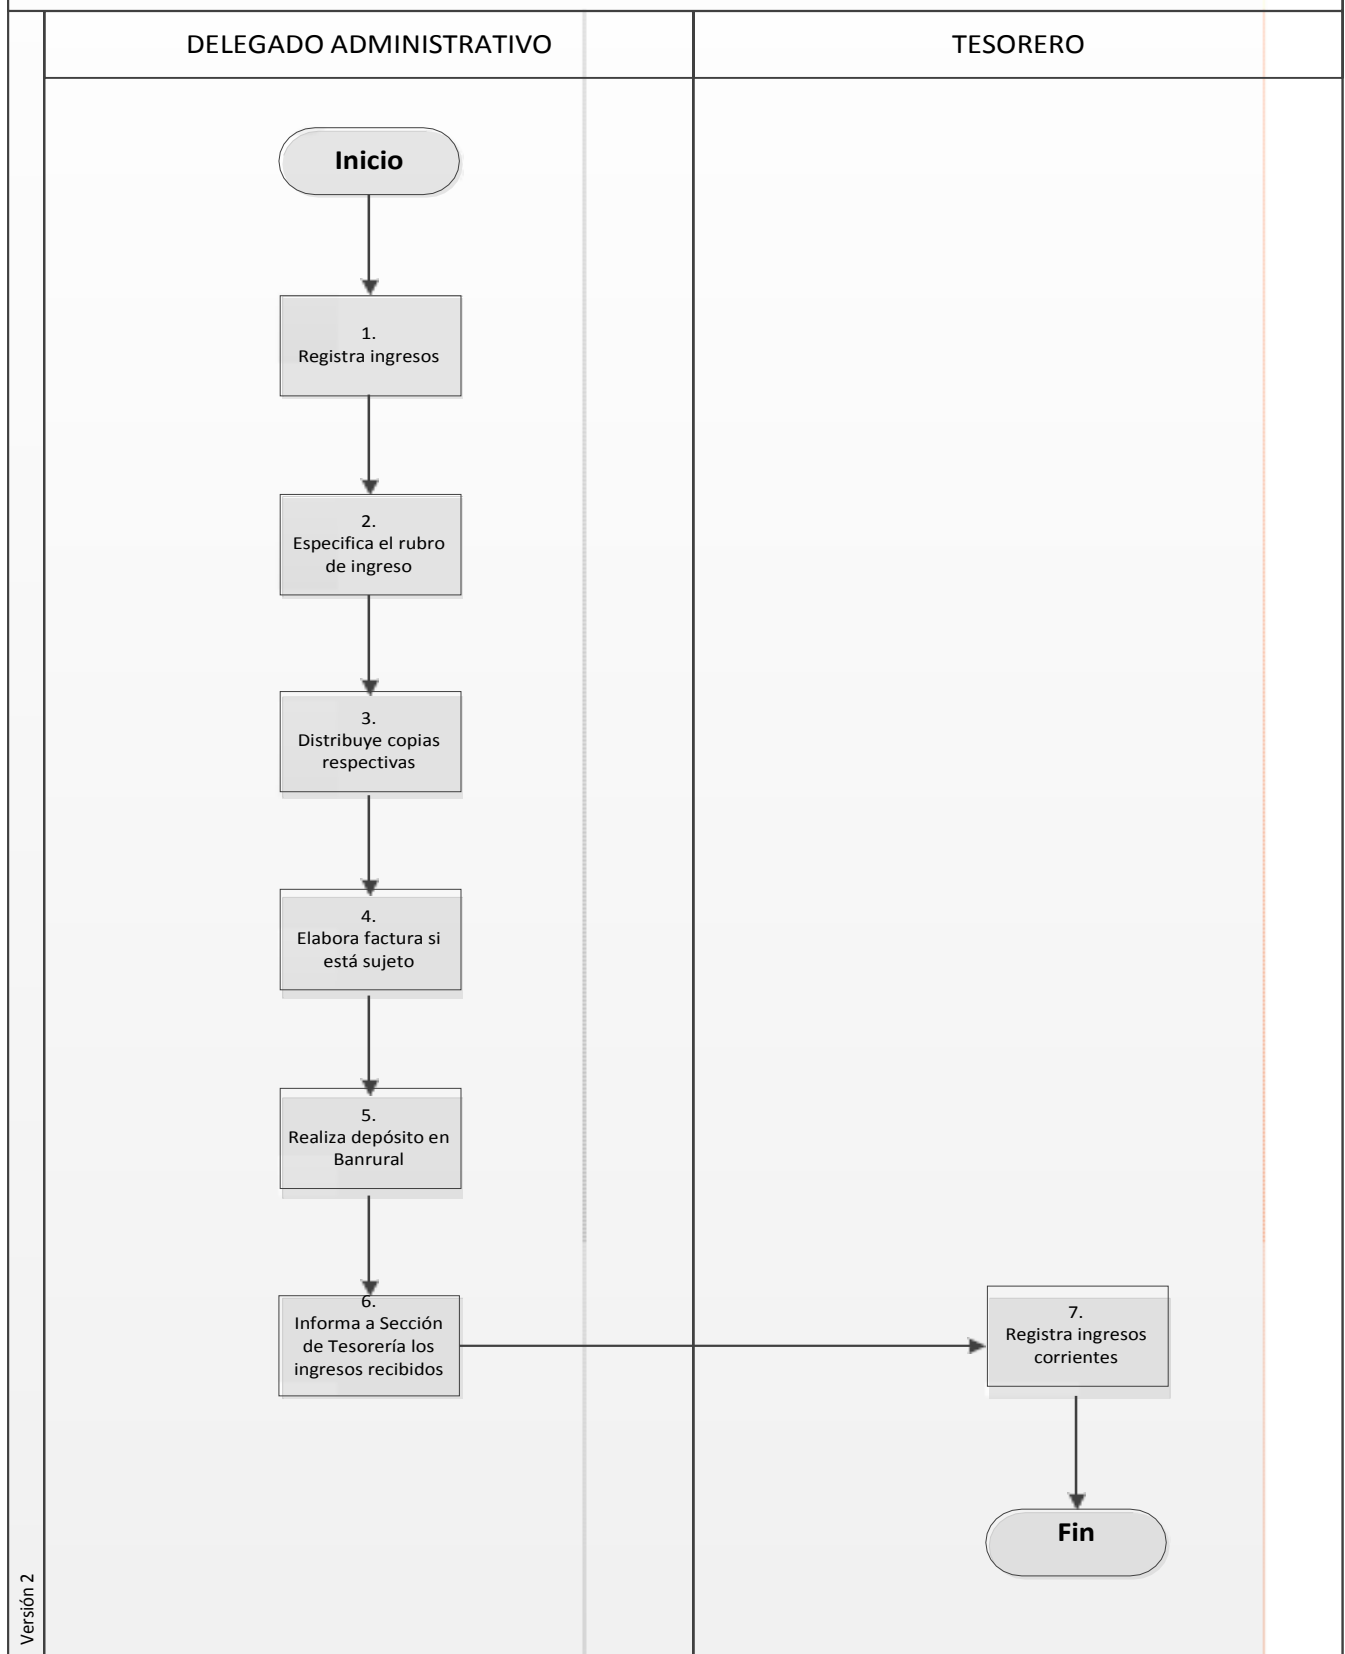 DELEGADO ADMINISTRATIVO
TESORERO
Inicio
1.
Registra ingresos
2.
Especifica el rubro
de ingreso
3.
Distribuye copias
respectivas
4.
Elabora factura si
está sujeto
5.
Realiza depósito en
Banrural
6.
Informa a Sección
de Tesorería los
ingresos recibidos
7.
Registra ingresos
corrientes
Fin
Versión 2